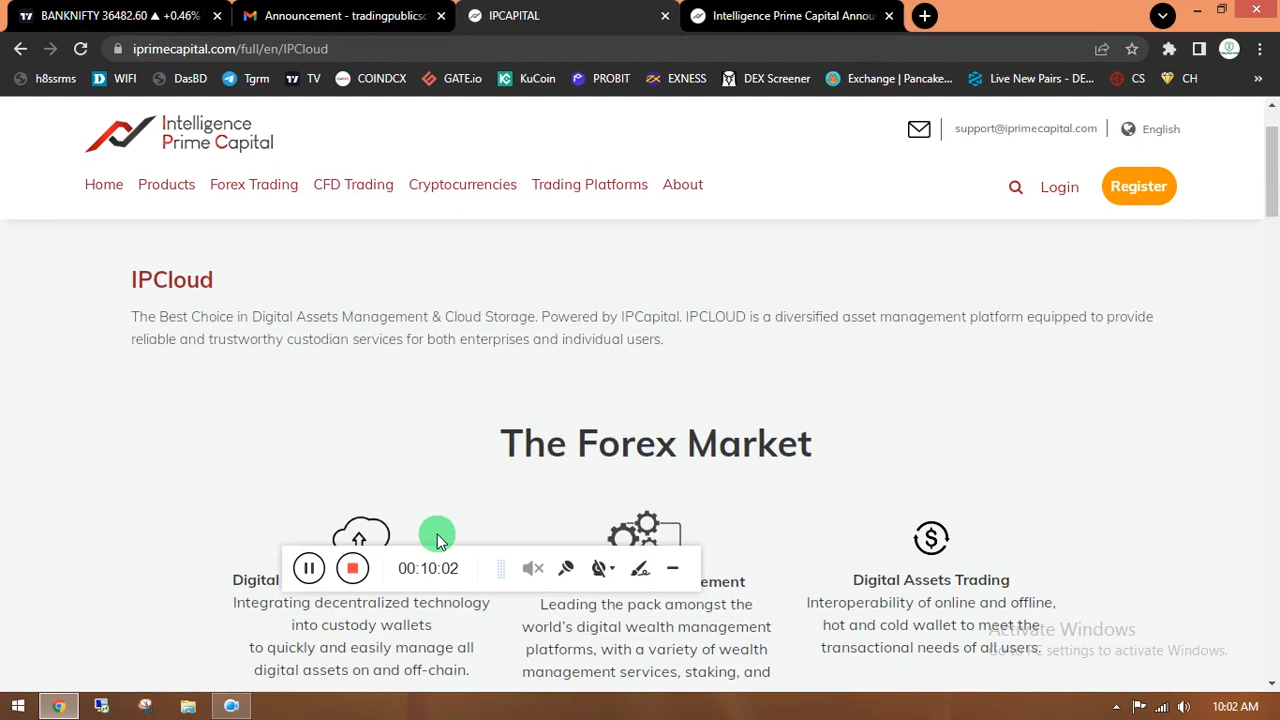 BANKNIFTY 36482.60 ▲ +0.46%
Announcement - tradingpublicsc
IPCAPITAL
Intelligence Prime Capital Annou
iprimecapital.com/full/en/IPCloud
h8ssrms
WIFI
DasBD
Tgrm
TV
COINDCX
GATE.io
KuCoin
PROBIT
EXNESS
DEX Screener
Exchange | Pancake...
Live New Pairs - DE...
CS
CH
Intelligence
Prime Capital
support@iprimecapital.com
English
Home
Products
Forex Trading
CFD Trading
Cryptocurrencies
Trading Platforms
About
Login
Register
IPCloud
The Best Choice in Digital Assets Management & Cloud Storage. Powered by IPCapital. IPCLOUD is a diversified asset management platform equipped to provide
reliable and trustworthy custodian services for both enterprises and individual users.
The Forex Market
00:10:02
Digital
Integrating decentralized technology
into custody wallets
to quickly and easily manage all
digital assets on and off-chain.
Leading the pack amongst the
world's digital wealth management
platforms, with a variety of wealth
management services, staking, and
Digital Assets Trading
Interoperability of online and offline,
hot and cold wallet to meet the
transactional needs of all users.
Activate Windows
Go to PC settings to activate Windows.
10:02 AM